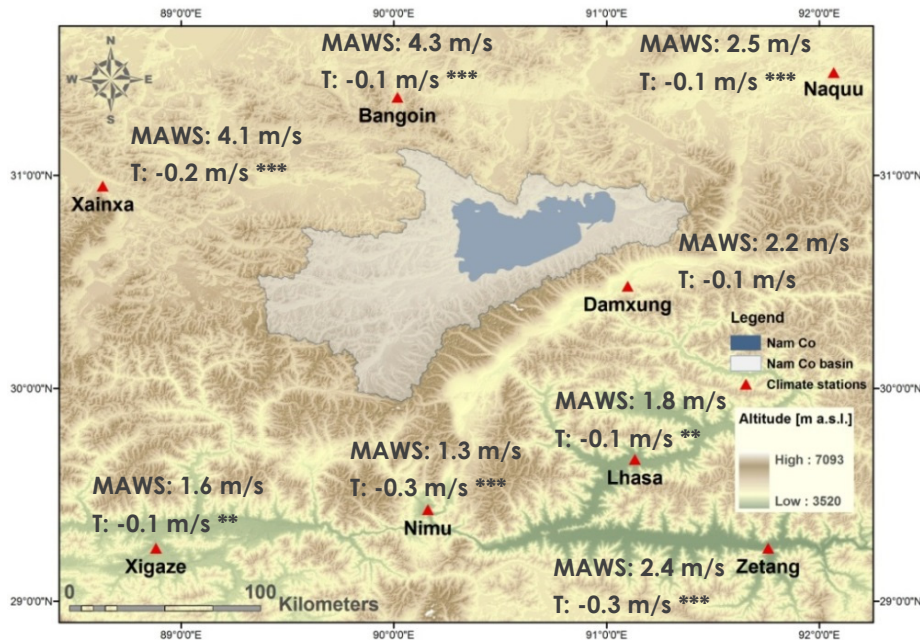 89°0'0"E 90°0'0"E 91°0'0"E 92°0'0"E
N
W E
S
MAWS: 4.3 m/s
T: -0.1 m/s ***
Bangoin
MAWS: 2.5 m/s
T: -0.1 m/s ***
Naquu
MAWS: 4.1 m/s
T: -0.2 m/s ***
Xainxa
31°0'0"N 31°0'0"N
MAWS: 2.2 m/s
T: -0.1 m/s
Damxung
Legend
Nam Co
Nam Co basin
Climate stations
30°0'0"N 30°0'0"N
Altitude [m a.s.l.]
High : 7093
Low : 3520
MAWS: 1.8 m/s
T: -0.1 m/s **
Lhasa
MAWS: 1.3 m/s
T: -0.3 m/s ***
Nimu
MAWS: 1.6 m/s
T: -0.1 m/s **
Xigaze
MAWS: 2.4 m/s
T: -0.3 m/s ***
Zetang
0 100
Kilometers
29°0'0"N 29°0'0"N
89°0'0"E 90°0'0"E 91°0'0"E 92°0'0"E